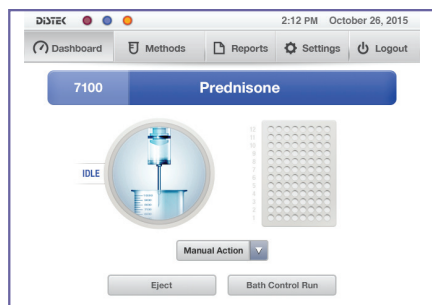 DISTEK 2:12 PM October 26, 2015
Dashboard Methods Reports Settings Logout
7100 Prednisone
IDLE
Manual Action
Eject Bath Control Run